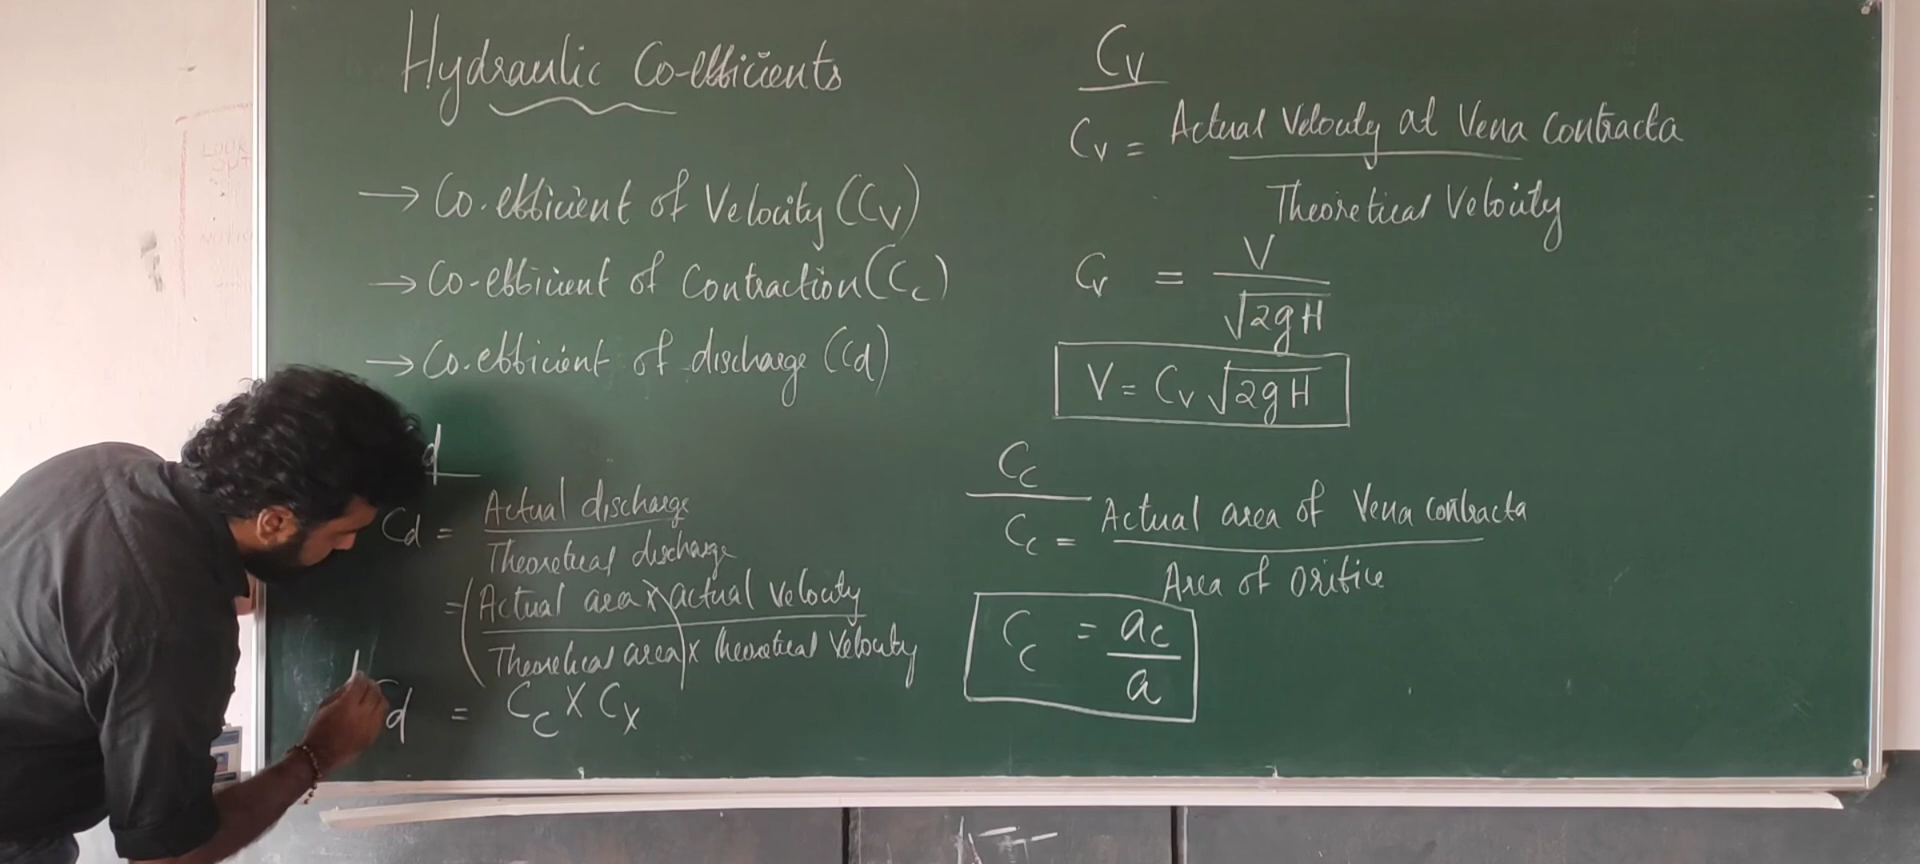 Hydraulic Co-efficients
→ Co-efficient of Velocity (Cv)
→ Co-efficient of Contraction (Cc)
→ Co-efficient of discharge (Cd)
d
Cd = Actual discharge
Theoretical discharge
= (Actual area × actual Velocity
Theoretical area) × theoretical Velocity
Cd = Cc × Cx
Cv
Cv = Actual Velocity at Vena Contracta
Theoretical Velocity
Cv = V
√2gH
V = Cv √2gH
Cc
Cc = Actual area of Vena contracta
Area of orifice
Cc = ac
a